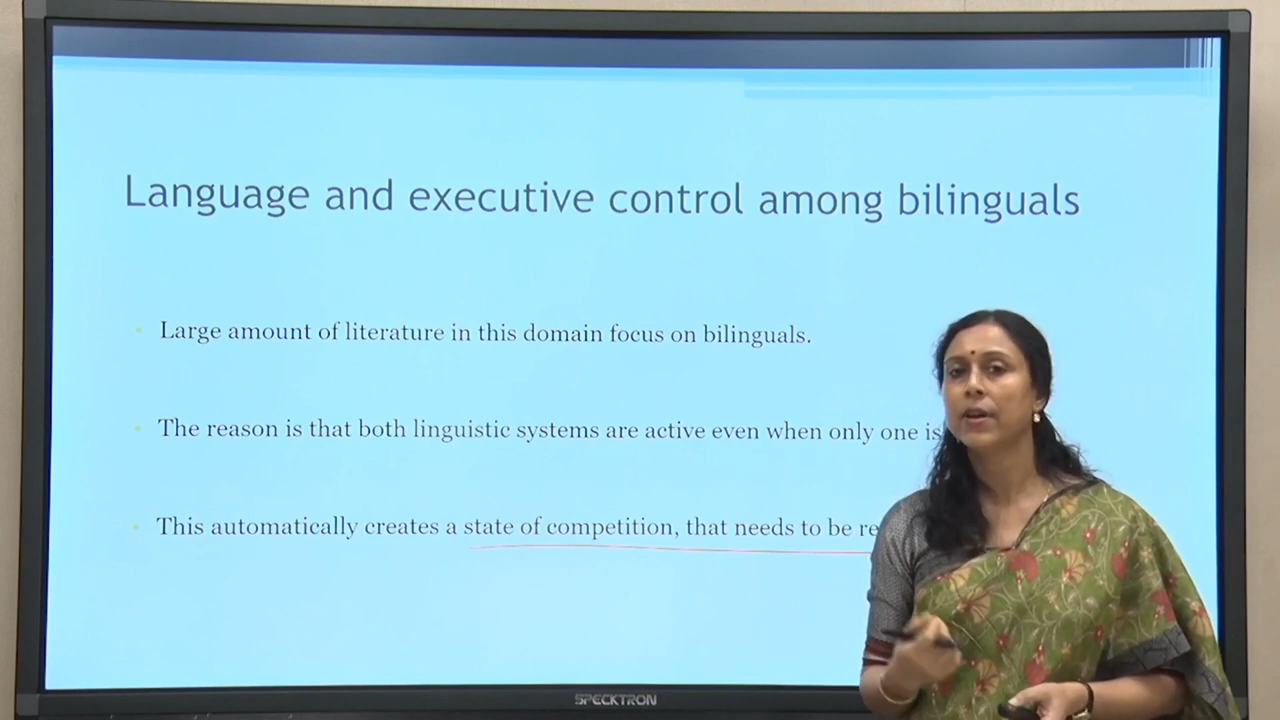 Language and executive control among bilinguals
Large amount of literature in this domain focus on bilinguals.
The reason is that both linguistic systems are active even when only one is
This automatically creates a state of competition, that needs to be
SPECKTRON